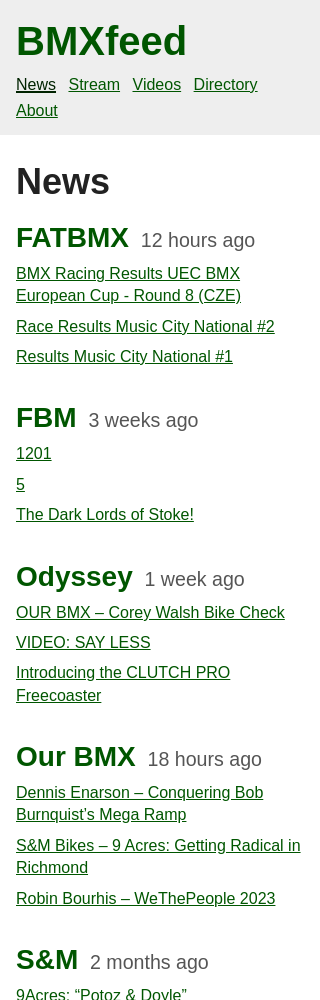 BMXfeed
News Stream Videos Directory
About
News
FATBMX 12 hours ago
BMX Racing Results UEC BMX
European Cup - Round 8 (CZE)
Race Results Music City National #2
Results Music City National #1
FBM 3 weeks ago
1201
5
The Dark Lords of Stoke!
Odyssey 1 week ago
OUR BMX – Corey Walsh Bike Check
VIDEO: SAY LESS
Introducing the CLUTCH PRO
Freecoaster
Our BMX 18 hours ago
Dennis Enarson – Conquering Bob
Burnquist’s Mega Ramp
S&M Bikes – 9 Acres: Getting Radical in
Richmond
Robin Bourhis – WeThePeople 2023
S&M 2 months ago
9Acres: “Potoz & Doyle”